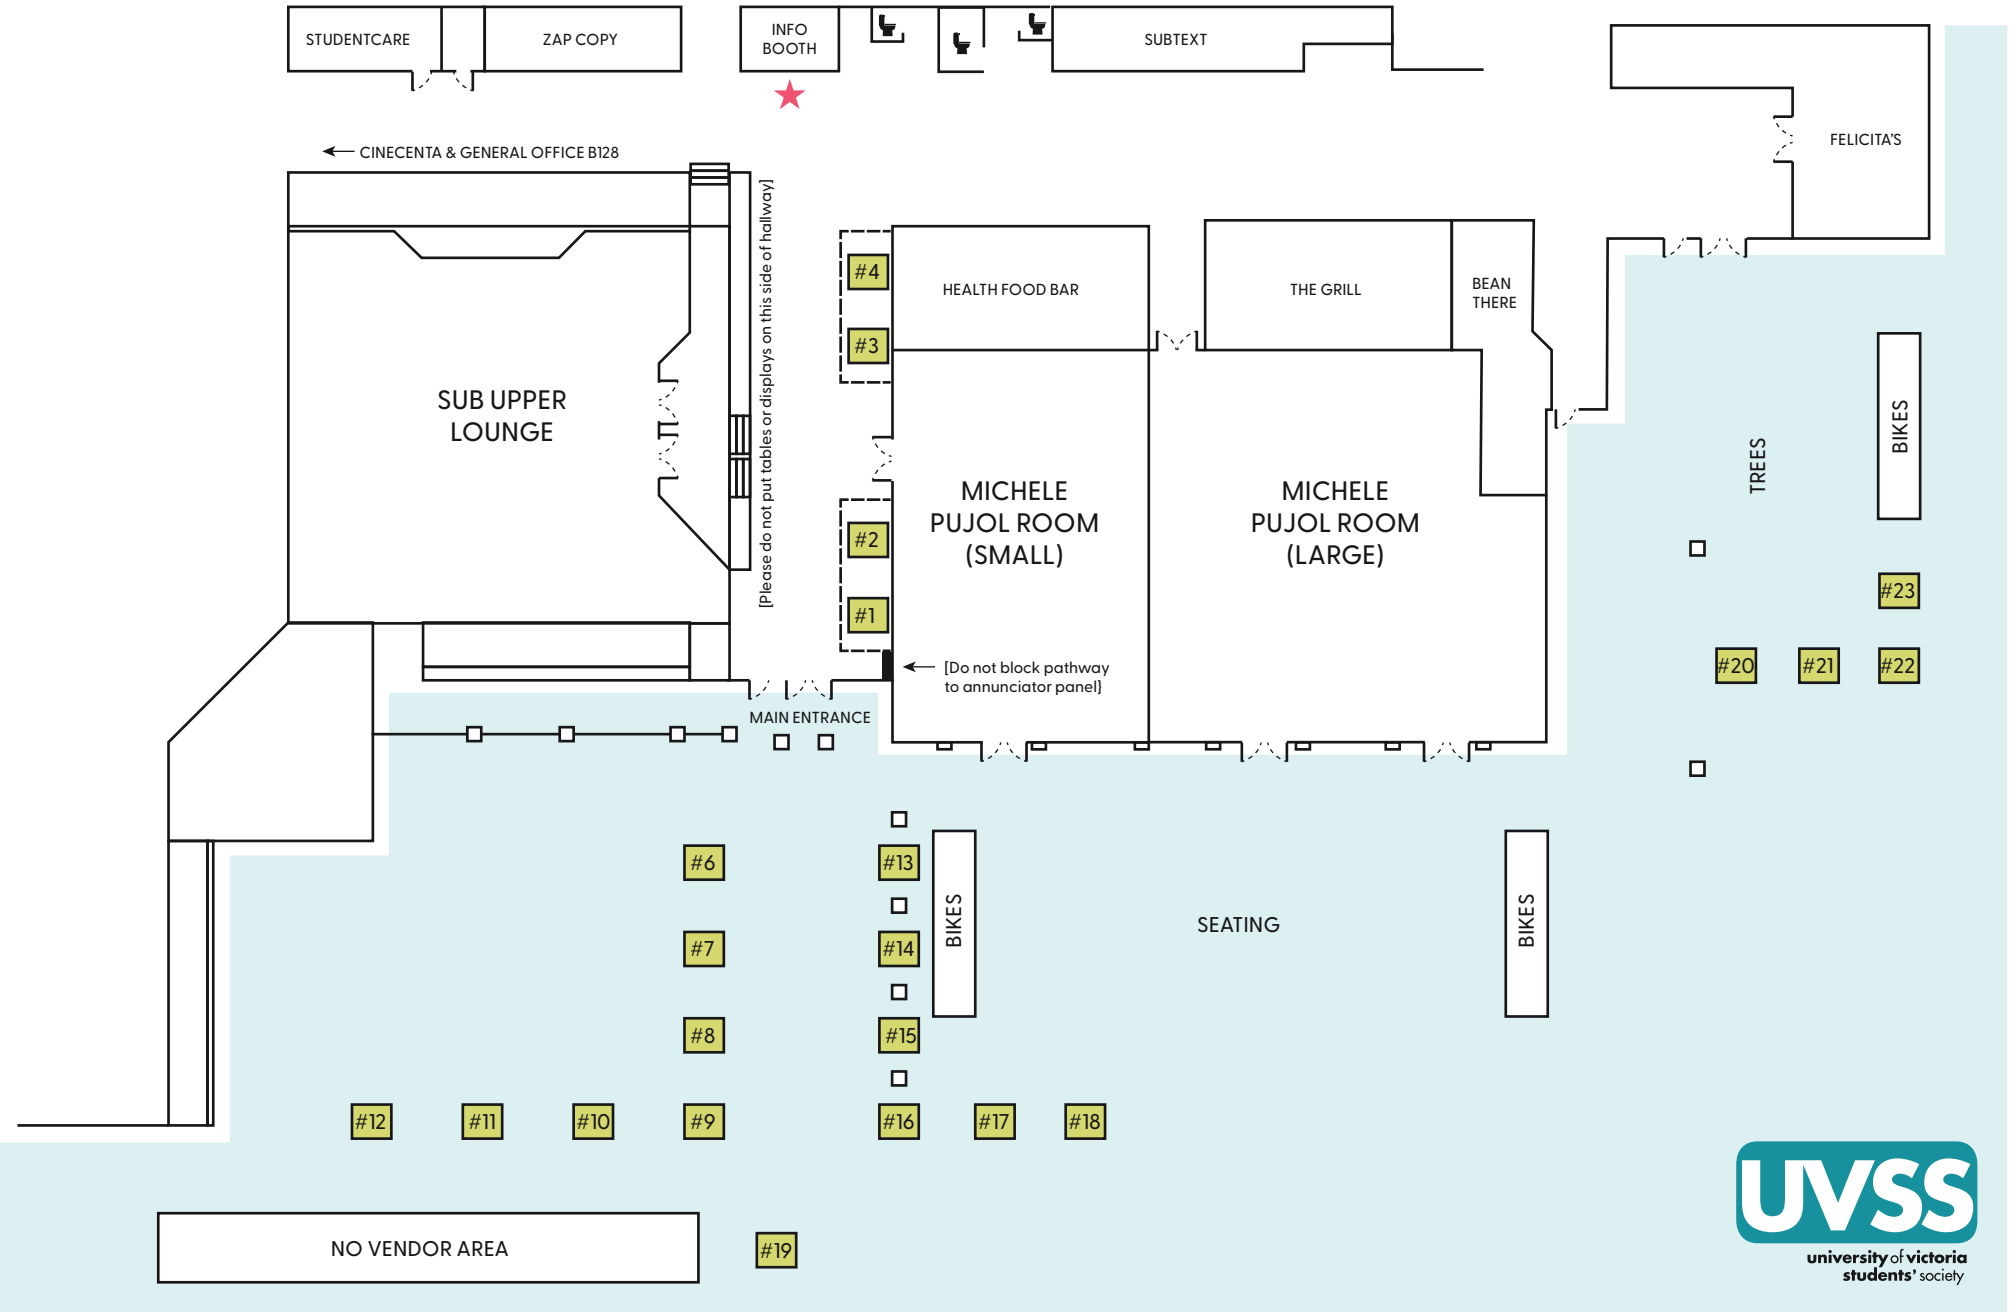 STUDENTCARE
ZAP COPY
INFO
BOOTH
SUBTEXT
FELICITA'S
CINECENTA & GENERAL OFFICE B128
[Please do not put tables or displays on this side of hallway]
#4
#3
HEALTH FOOD BAR
THE GRILL
BEAN
THERE
SUB UPPER
LOUNGE
BIKES
TREES
MICHELE
PUJOL ROOM
(SMALL)
MICHELE
PUJOL ROOM
(LARGE)
#2
#1
#23
#20
#21
#22
[Do not block pathway
to annunciator panel]
MAIN ENTRANCE
#6
#13
#7
#14
BIKES
SEATING
BIKES
#8
#15
#12
#11
#10
#9
#16
#17
#18
NO VENDOR AREA
#19
UVSS
university of victoria
students' society